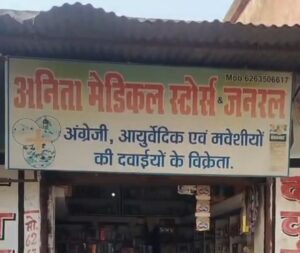 Mob.6263506617
अनिता मेडिकल स्टोर्स & जनरल
अंग्रेजी, आयुर्वेदिक एवं मवेशीयों
की दवाईयों के विक्रेता.